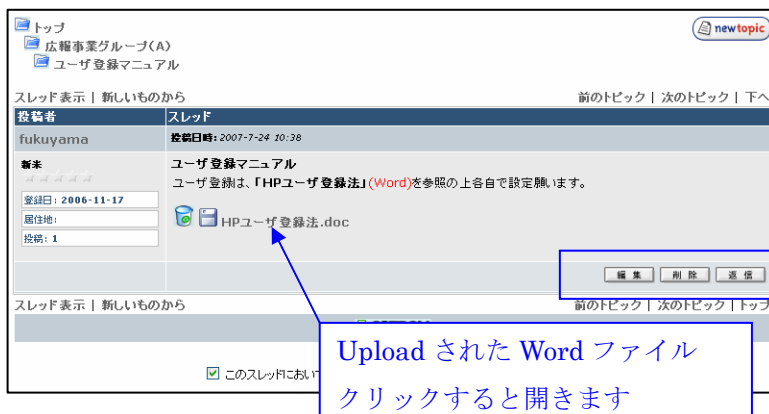 トップ
newtopic
広報事業グループ(A)
ユーザ登録マニュアル
スレッド表示 | 新しいものから
前のトピック | 次のトピック | 下へ
投稿者
スレッド
fukuyama
投稿日時: 2007-7-24 10:38
新米
ユーザ登録マニュアル
ユーザ登録は、「HPユーザ登録法」(Word)を参照の上各自で設定願います。
登録日: 2006-11-17
居住地:
投稿: 1
HPユーザ登録法.doc
編集 削除 返信
スレッド表示 | 新しいものから
前のトピック | 次のトピック | トップ
Upload された Word ファイル
クリックすると開きます
このスレッドにおい